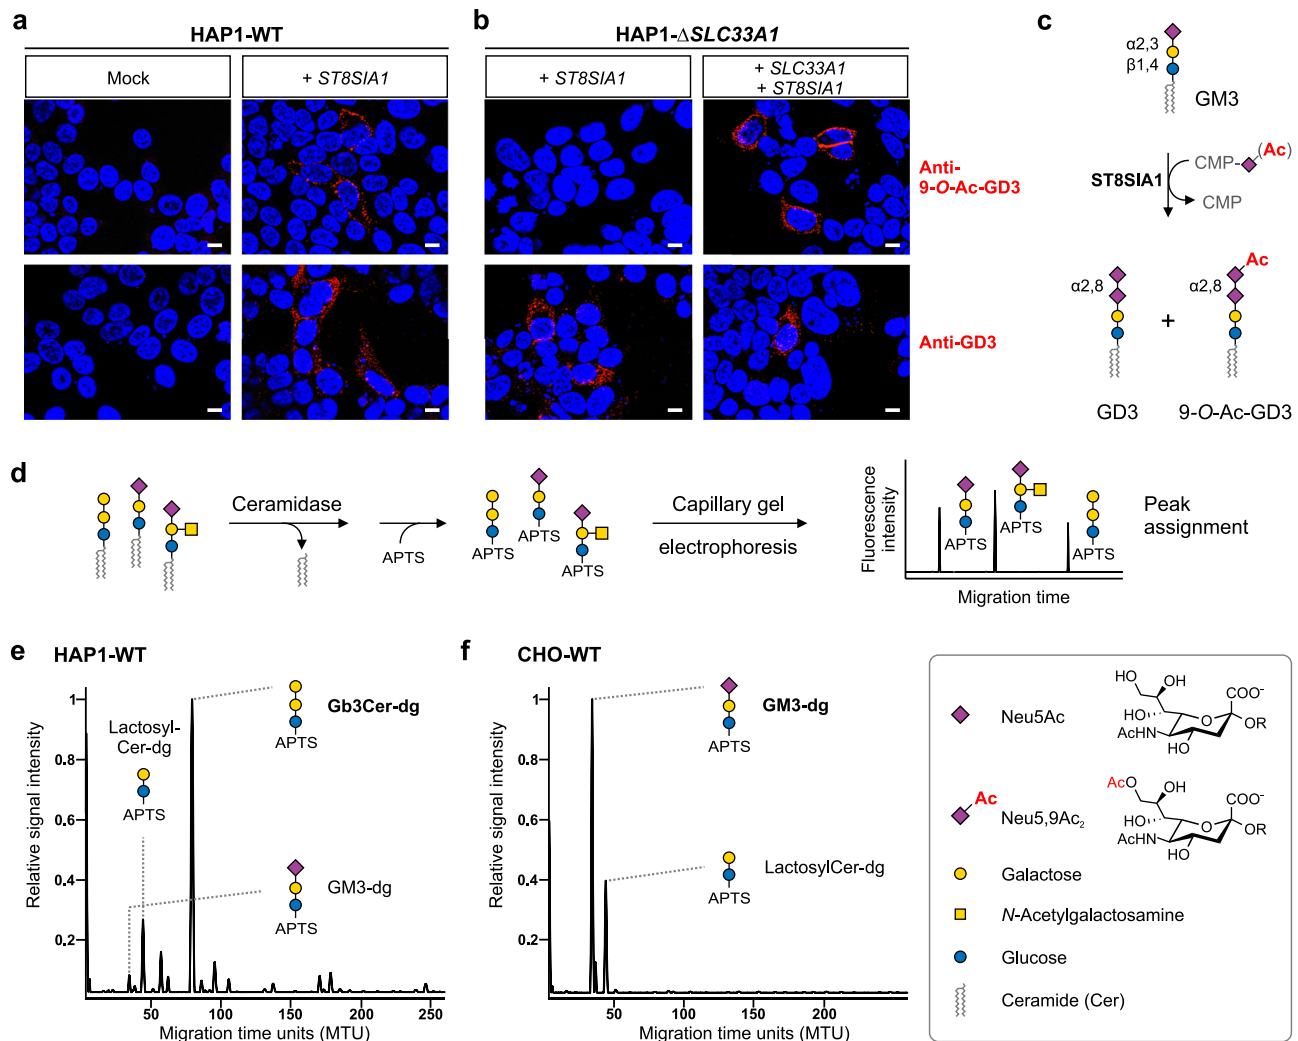 a
HAP1-WT
Mock
+ ST8SIA1
b
HAP1-ΔSLC33A1
+ ST8SIA1
+ SLC33A1
+ ST8SIA1
Anti-
9-O-Ac-GD3
Anti-GD3
c
α2,3
β1,4
GM3
ST8SIA1
CMP-
(Ac)
CMP
α2,8
+
α2,8
Ac
GD3
9-O-Ac-GD3
d
Ceramidase
APTS
APTS
APTS
APTS
Capillary gel
electrophoresis
Fluorescence
intensity
APTS
APTS
APTS
Migration time
Peak
assignment
e
HAP1-WT
Relative signal intensity
1
0.8
0.6
0.4
0.2
Lactosyl-
Cer-dg
APTS
Gb3Cer-dg
APTS
GM3-dg
APTS
50
100
150
200
250
Migration time units (MTU)
f
CHO-WT
Relative signal intensity
1
0.8
0.6
0.4
0.2
GM3-dg
APTS
LactosylCer-dg
APTS
50
100
150
200
Migration time units (MTU)
Neu5Ac
HO OH
COO⁻
HO
AcHN
O
OR
HO
Ac
Neu5,9Ac₂
AcO OH
COO⁻
HO
AcHN
O
OR
HO
Galactose
N-Acetylgalactosamine
Glucose
Ceramide (Cer)